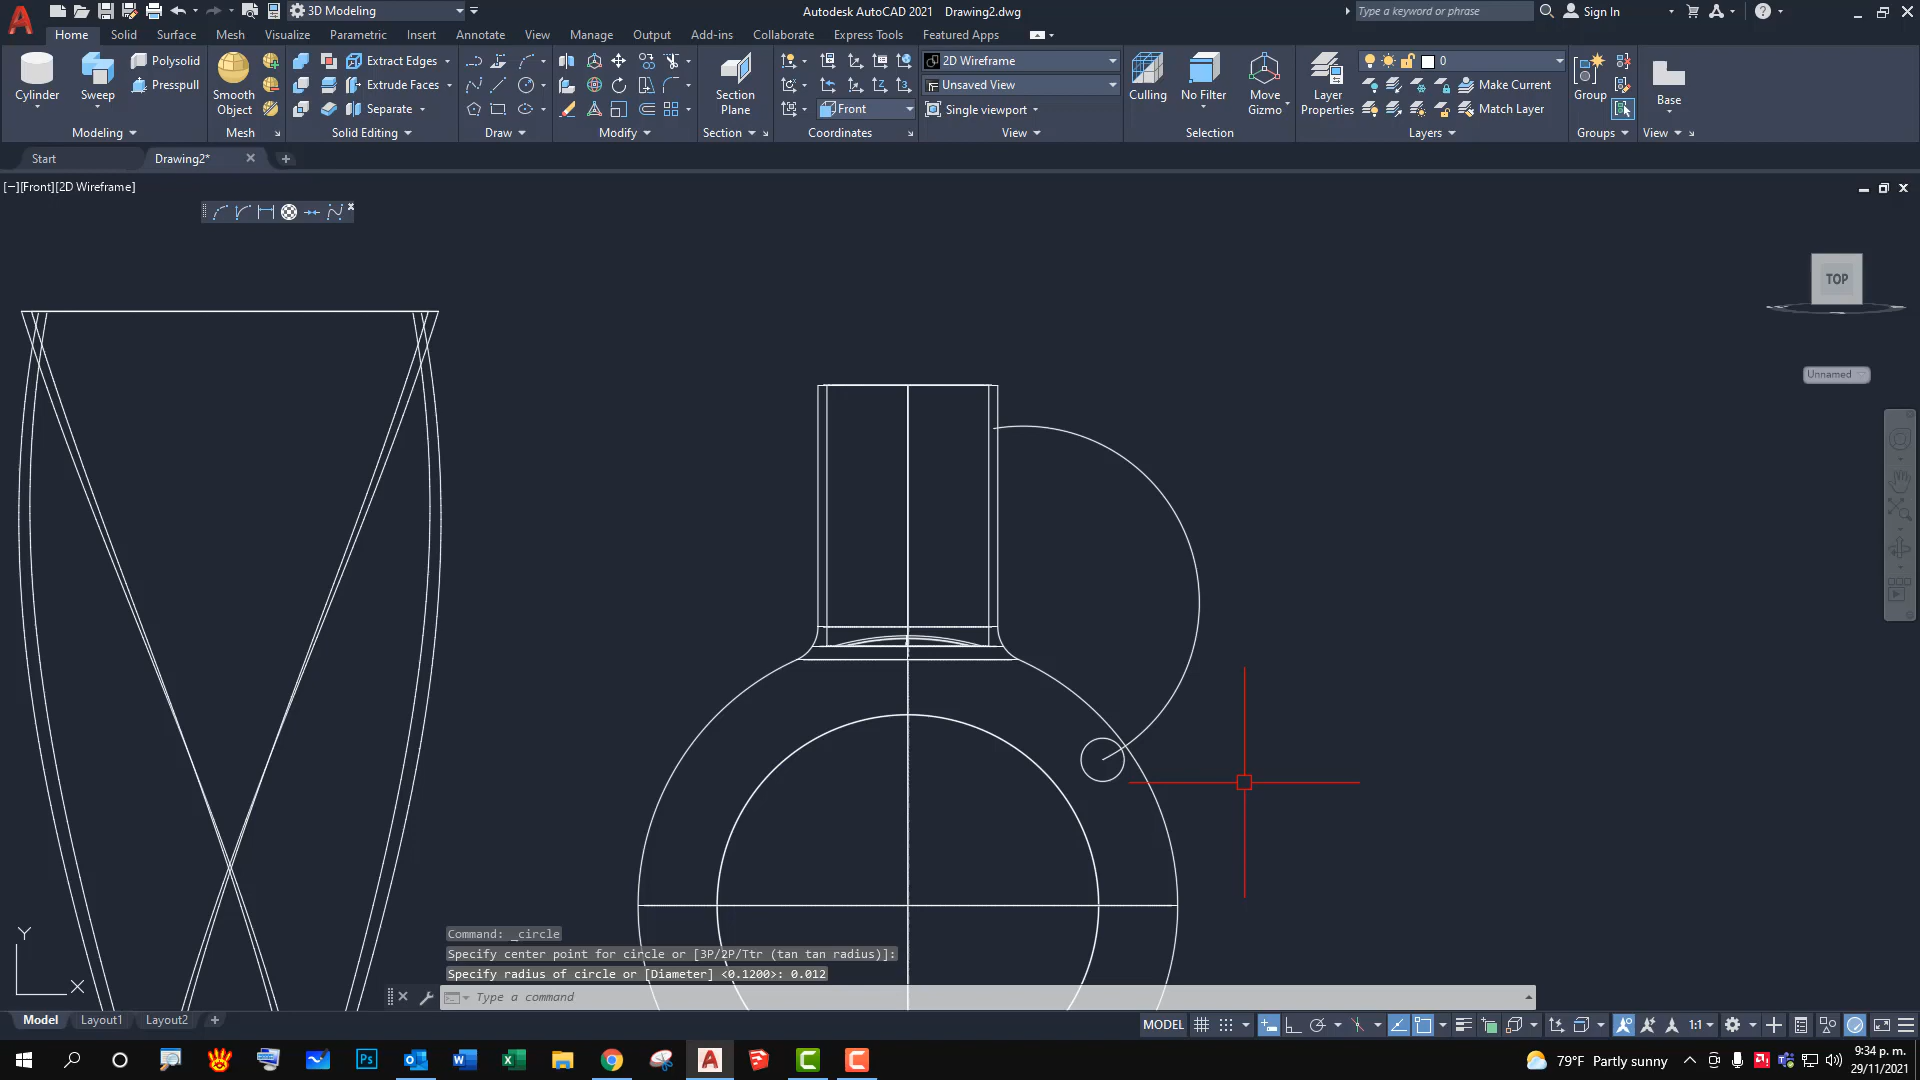 3D Modeling
Autodesk AutoCAD 2021 Drawing2.dwg
Type a keyword or phrase
Sign In
Home Solid Surface Mesh Visualize Parametric Insert Annotate View Manage Output Add-ins Collaborate Express Tools Featured Apps
Cylinder
Sweep
Polysolid
Presspull
Modeling
Smooth Object
Mesh
Extract Edges
Extrude Faces
Separate
Solid Editing
Draw
Modify
Section Plane
Section
Front
Coordinates
2D Wireframe
Unsaved View
Single viewport
View
Culling
No Filter
Move Gizmo
Selection
Layer Properties
0
Make Current
Match Layer
Layers
Group
Groups
Base
View
Start
Drawing2*
[−][Front][2D Wireframe]
TOP
Unnamed
Y
X
Command: _circle
Specify center point for circle or [3P/2P/Ttr (tan tan radius)]:
Specify radius of circle or [Diameter] <0.1200>: 0.012
Type a command
Model Layout1 Layout2
MODEL
1:1
Ps
79°F Partly sunny
9:34 p. m.
29/11/2021